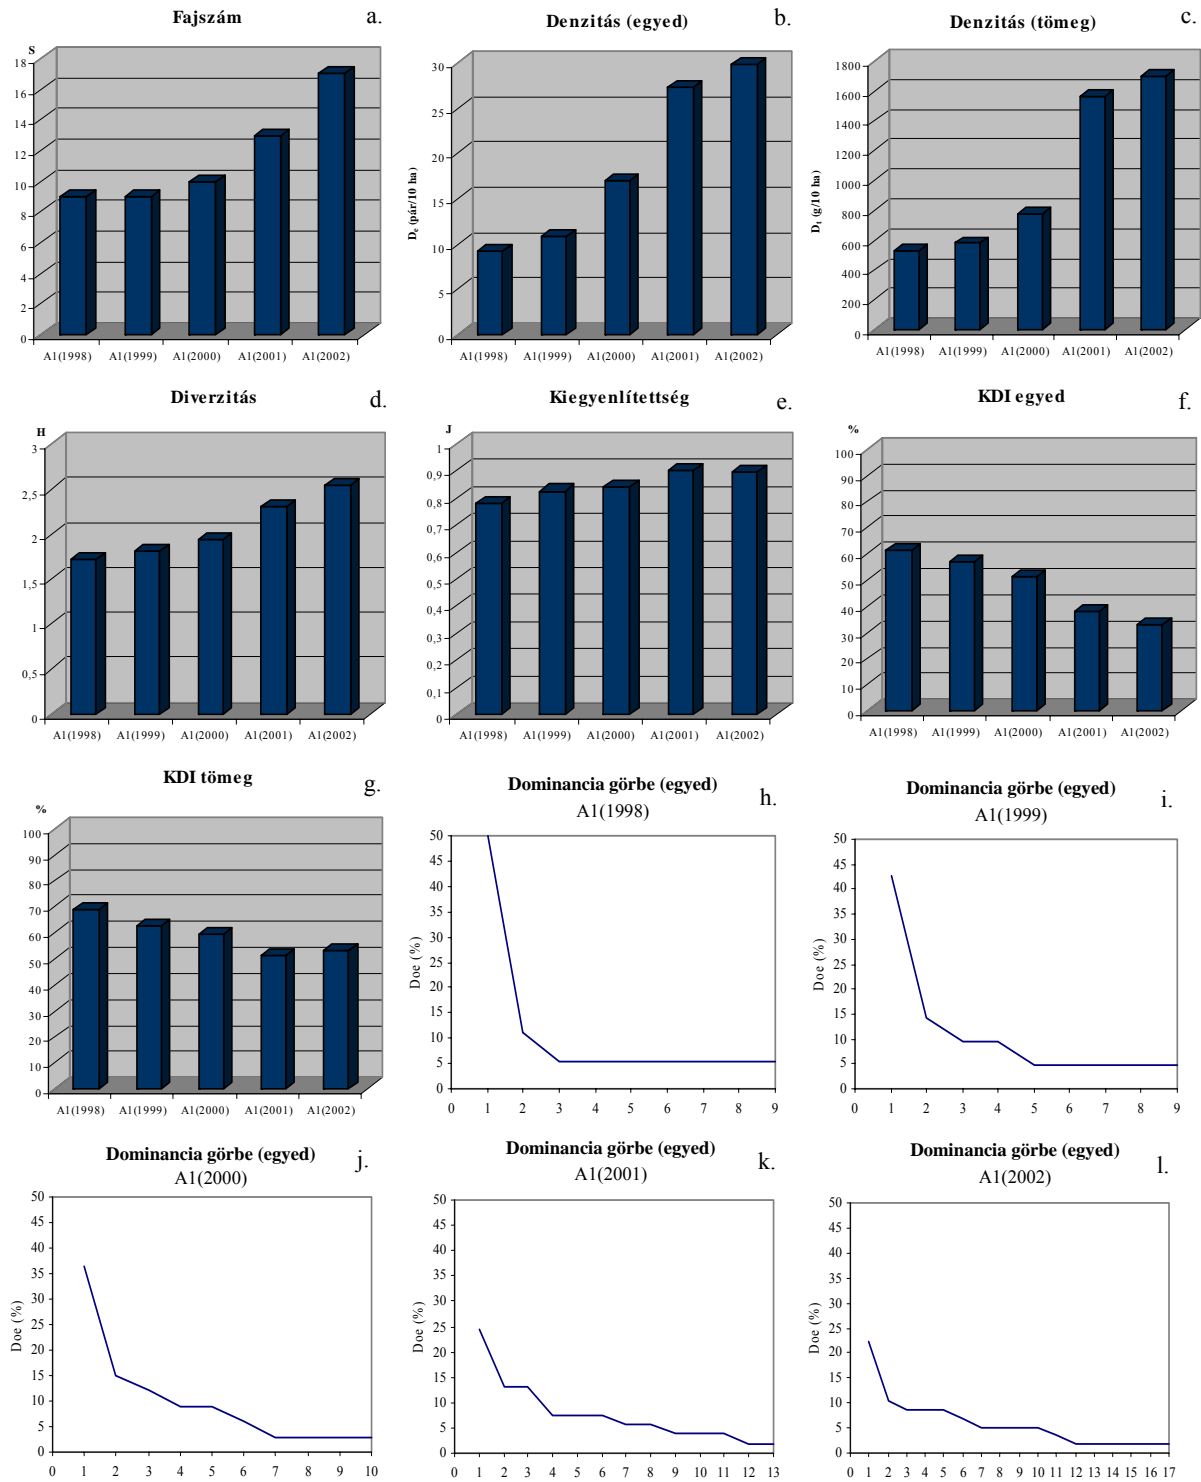 Fajszám
a.
S
18
16
14
12
10
8
6
4
2
0
A1(1998) A1(1999) A1(2000) A1(2001) A1(2002)
Denzitás (egyed)
b.
Dₑ (pár/10 ha)
30
25
20
15
10
5
0
A1(1998) A1(1999) A1(2000) A1(2001) A1(2002)
Denzitás (tömeg)
c.
Dₜ (g/10 ha)
1800
1600
1400
1200
1000
800
600
400
200
0
A1(1998) A1(1999) A1(2000) A1(2001) A1(2002)
Diverzitás
d.
H
3
2,5
2
1,5
1
0,5
0
A1(1998) A1(1999) A1(2000) A1(2001) A1(2002)
Kiegyenlítettség
e.
J
1
0,9
0,8
0,7
0,6
0,5
0,4
0,3
0,2
0,1
0
A1(1998) A1(1999) A1(2000) A1(2001) A1(2002)
KDI egyed
f.
%
100
90
80
70
60
50
40
30
20
10
0
A1(1998) A1(1999) A1(2000) A1(2001) A1(2002)
KDI tömeg
g.
%
100
90
80
70
60
50
40
30
20
10
0
A1(1998) A1(1999) A1(2000) A1(2001) A1(2002)
Dominancia görbe (egyed)
h.
A1(1998)
Doe (%)
50
45
40
35
30
25
20
15
10
5
0
0 1 2 3 4 5 6 7 8 9
Dominancia görbe (egyed)
i.
A1(1999)
Doe (%)
50
45
40
35
30
25
20
15
10
5
0
0 1 2 3 4 5 6 7 8 9
Dominancia görbe (egyed)
j.
A1(2000)
Doe (%)
50
45
40
35
30
25
20
15
10
5
0
0 1 2 3 4 5 6 7 8 9 10
Dominancia görbe (egyed)
k.
A1(2001)
Doe (%)
50
45
40
35
30
25
20
15
10
5
0
0 1 2 3 4 5 6 7 8 9 10 11 12 13
Dominancia görbe (egyed)
l.
A1(2002)
Doe (%)
50
45
40
35
30
25
20
15
10
5
0
0 1 2 3 4 5 6 7 8 9 10 11 12 13 14 15 16 17